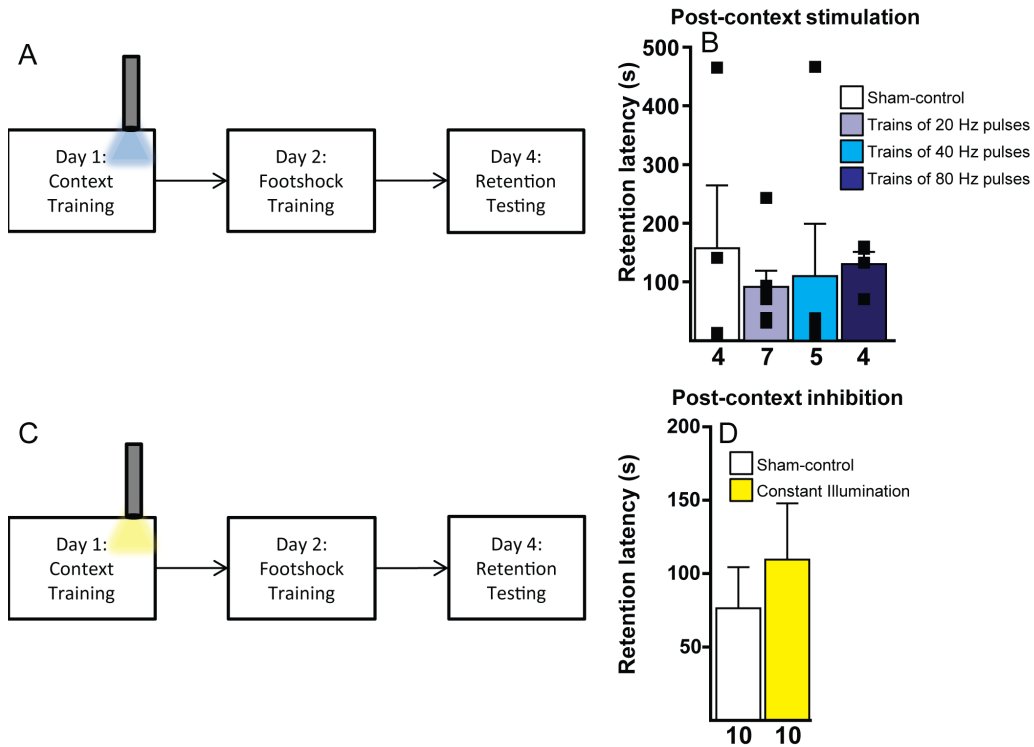 A
Day 1:
Context
Training
Day 2:
Footshock
Training
Day 4:
Retention
Testing
Post-context stimulation
B
Retention latency (s)
500
400
300
200
100
Sham-control
Trains of 20 Hz pulses
Trains of 40 Hz pulses
Trains of 80 Hz pulses
4 7 5 4
C
Day 1:
Context
Training
Day 2:
Footshock
Training
Day 4:
Retention
Testing
Post-context inhibition
D
Retention latency (s)
200
150
100
50
Sham-control
Constant Illumination
10 10